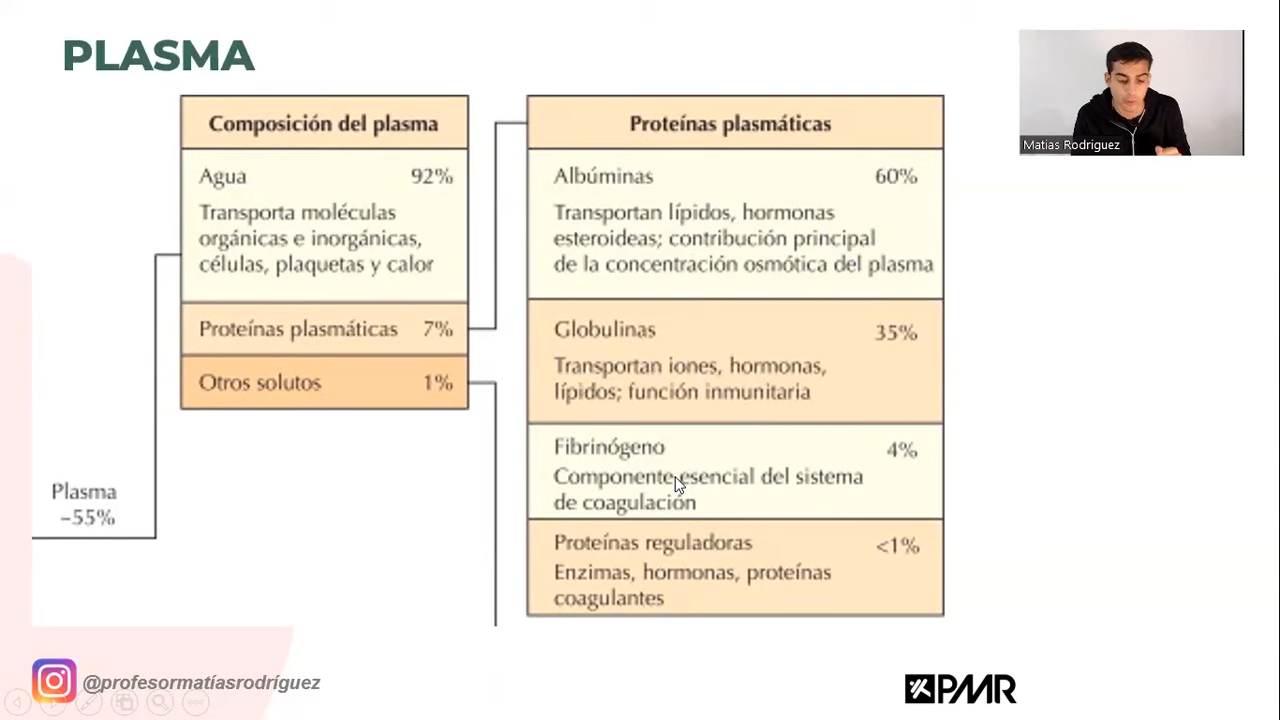 PLASMA
Composición del plasma
Agua 92%
Transporta moléculas
orgánicas e inorgánicas,
células, plaquetas y calor
Proteínas plasmáticas 7%
Otros solutos 1%
Plasma
~55%
Proteínas plasmáticas
Albúminas 60%
Transportan lípidos, hormonas
esteroideas; contribución principal
de la concentración osmótica del plasma
Globulinas 35%
Transportan iones, hormonas,
lípidos; función inmunitaria
Fibrinógeno 4%
Componente esencial del sistema
de coagulación
Proteínas reguladoras <1%
Enzimas, hormonas, proteínas
coagulantes
Matias Rodriguez
@profesormatíasrodríguez
PMR